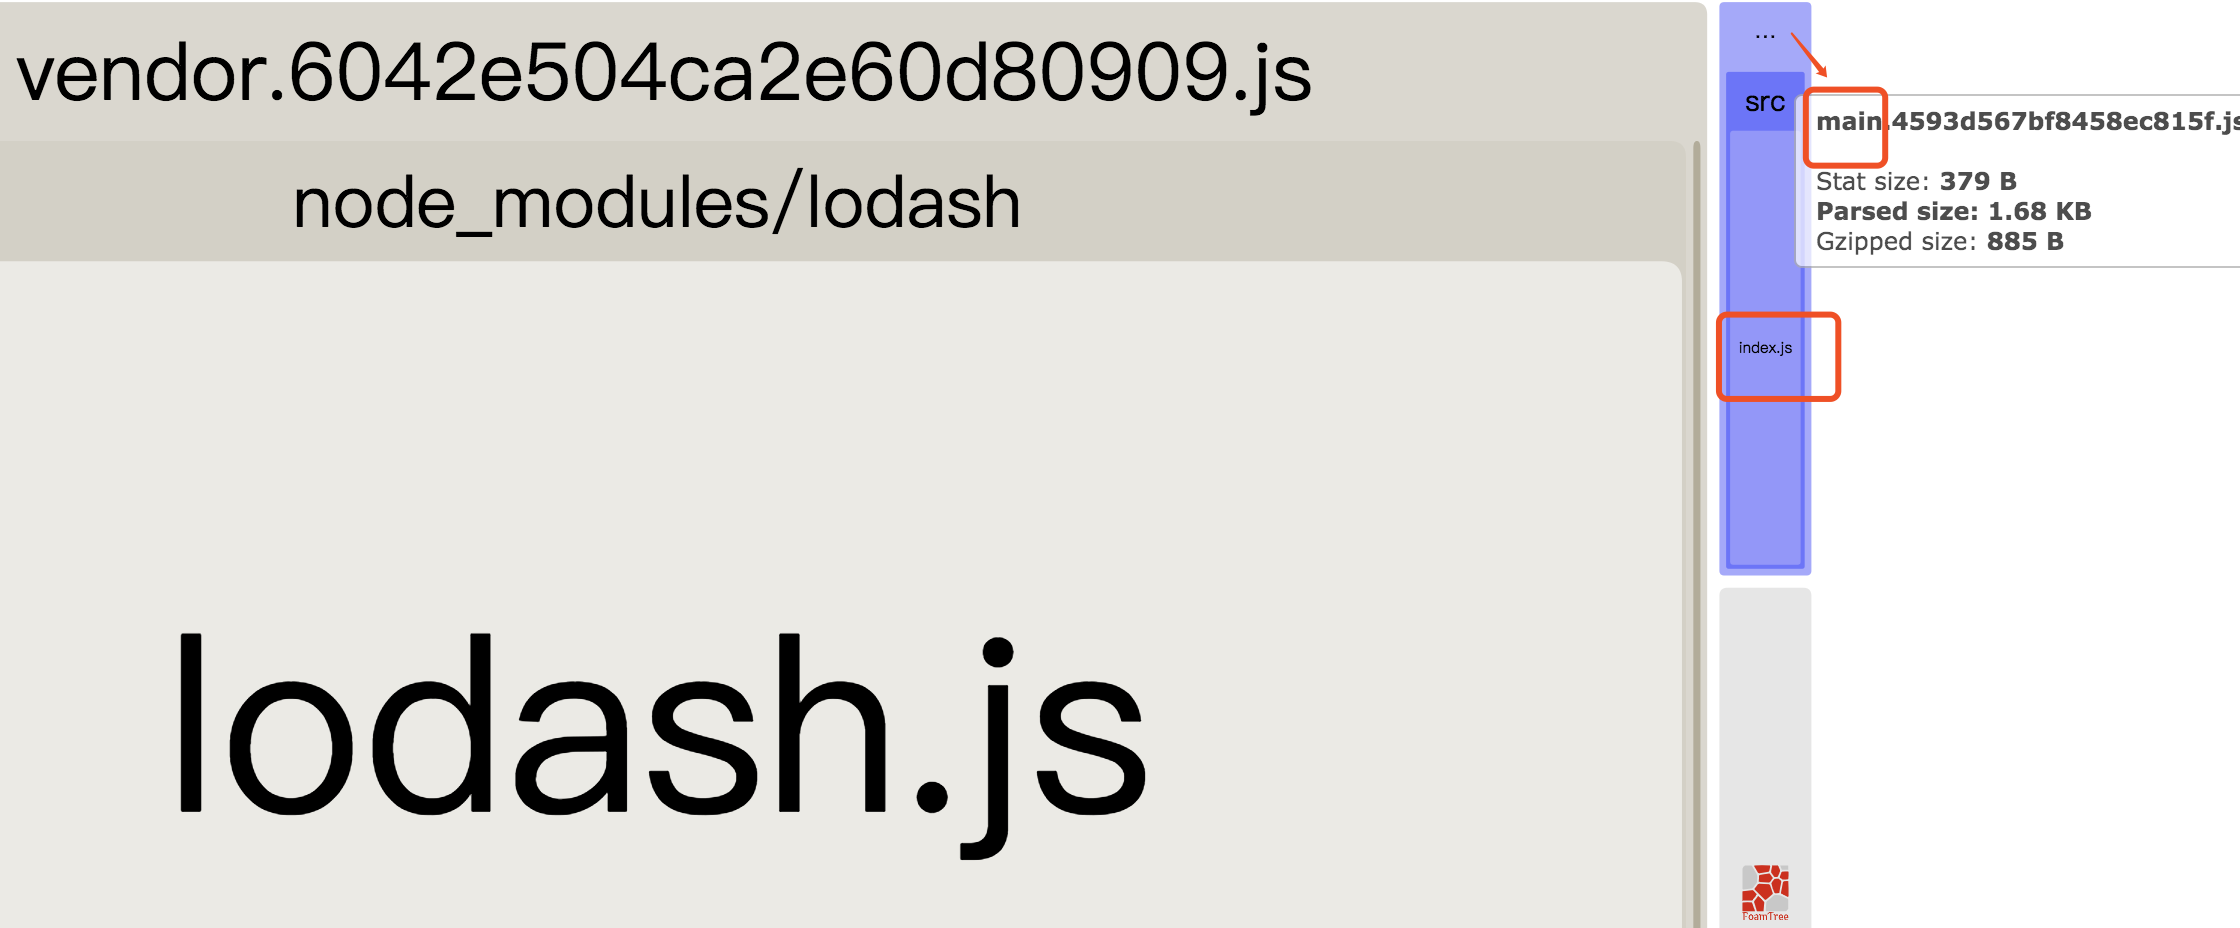 vendor.6042e504ca2e60d80909.js
node_modules/lodash
lodash.js
...
src
index.js
main.4593d567bf8458ec815f.js
Stat size: 379 B
Parsed size: 1.68 KB
Gzipped size: 885 B
FoamTree